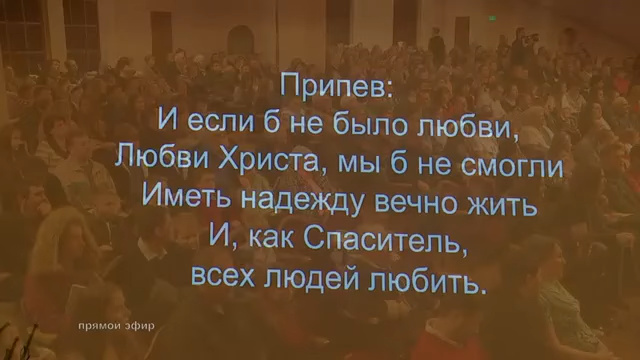 Припев:
И если б не было любви,
Любви Христа, мы б не смогли
Иметь надежду вечно жить
И, как Спаситель,
всех людей любить.
прямой эфир